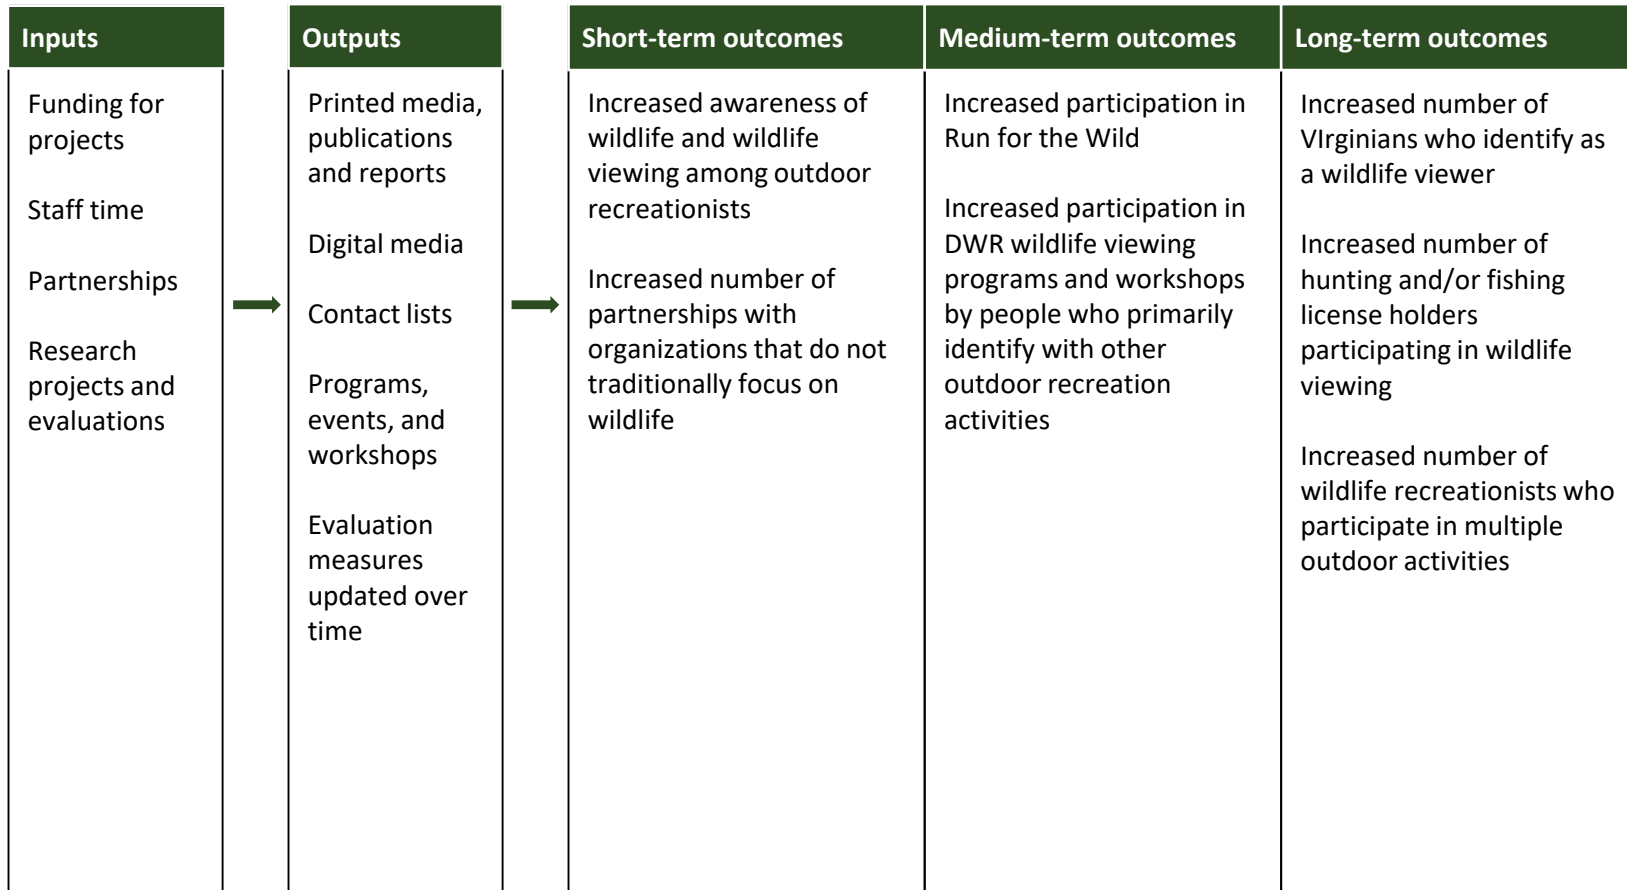 Inputs
Funding for
projects
Staff time
Partnerships
Research
projects and
evaluations
Outputs
Printed media,
publications
and reports
Digital media
Contact lists
Programs,
events, and
workshops
Evaluation
measures
updated over
time
Short-term outcomes
Increased awareness of
wildlife and wildlife
viewing among outdoor
recreationists
Increased number of
partnerships with
organizations that do not
traditionally focus on
wildlife
Medium-term outcomes
Increased participation in
Run for the Wild
Increased participation in
DWR wildlife viewing
programs and workshops
by people who primarily
identify with other
outdoor recreation
activities
Long-term outcomes
Increased number of
VIrginians who identify as
a wildlife viewer
Increased number of
hunting and/or fishing
license holders
participating in wildlife
viewing
Increased number of
wildlife recreationists who
participate in multiple
outdoor activities